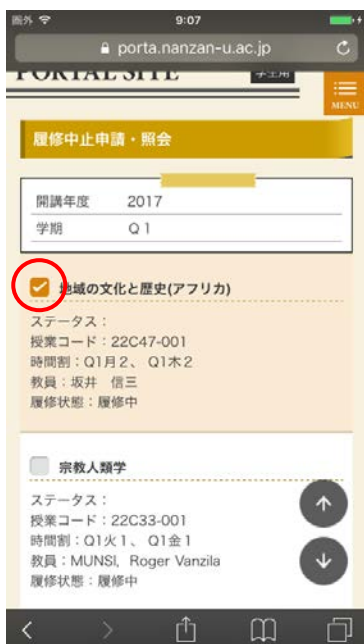 圏外 9:07
porta.nanzan-u.ac.jp
PORTAL SITE 学生用
MENU
履修中止申請・照会
開講年度 2017
学期 Q1
地域の文化と歴史(アフリカ)
ステータス：
授業コード：22C47-001
時間割：Q1月2、Q1木2
教員：坂井 信三
履修状態：履修中
宗教人類学
ステータス：
授業コード：22C33-001
時間割：Q1火1、Q1金1
教員：MUNSI, Roger Vanzila
履修状態：履修中